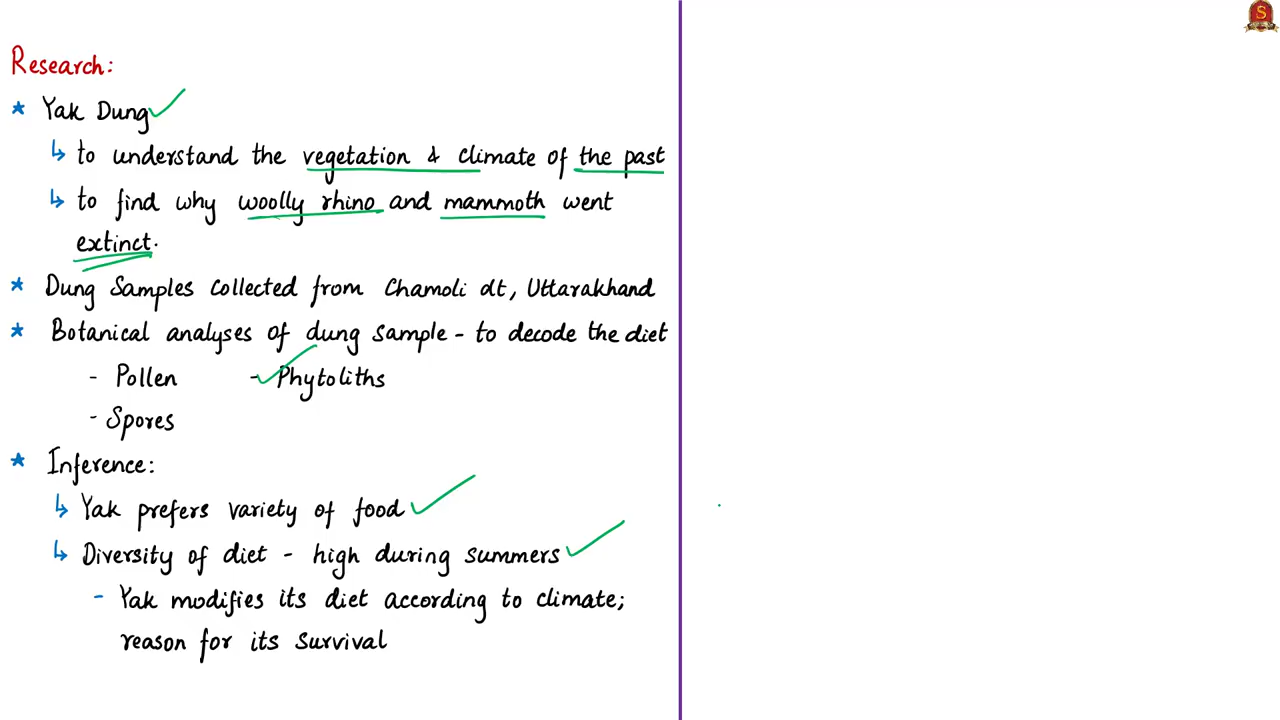 Research:
* Yak Dung
↳ to understand the vegetation & climate of the past
↳ to find why woolly rhino and mammoth went
extinct.
* Dung Samples collected from Chamoli dt, Uttarakhand
* Botanical analyses of dung sample - to decode the diet
- Pollen - Phytoliths
- Spores
* Inference:
↳ Yak prefers variety of food
↳ Diversity of diet - high during summers
- Yak modifies its diet according to climate;
reason for its survival
S